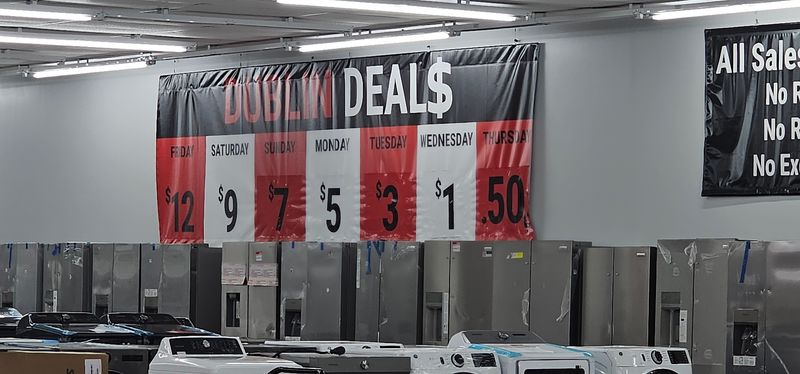 DUBLIN DEAL$
FRIDAY SATURDAY SUNDAY MONDAY TUESDAY WEDNESDAY THURSDAY
$12 $9 $7 $5 $3 $1 .50
All Sales
No R
No R
No Ex